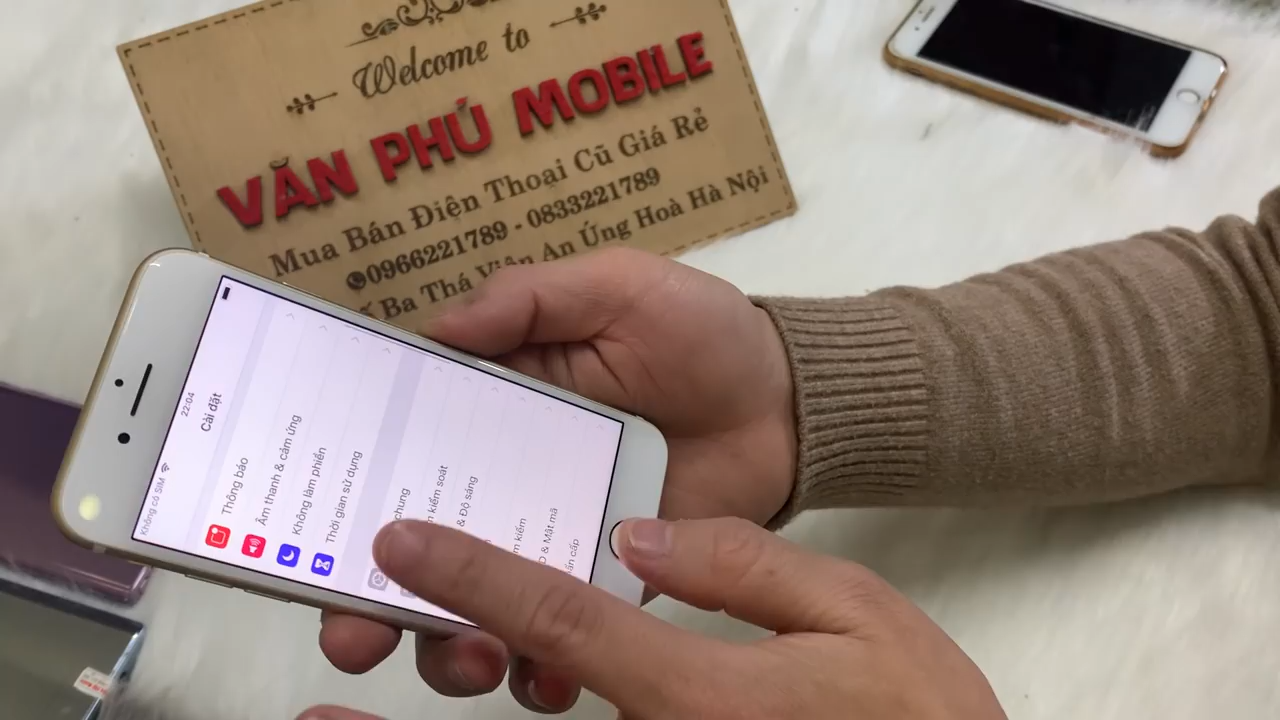 Welcome to
VĂN PHÚ MOBILE
Mua Bán Điện Thoại Cũ Giá Rẻ
0966221789 - 0833221789
Ba Thá Viên An Ứng Hoà Hà Nội
Không có SIM
22:04
Cài đặt
Thông báo
Âm thanh & cảm ứng
Không làm phiền
Thời gian sử dụng
chung
kiểm soát
& Độ sáng
kiếm
& Mật mã
cấp